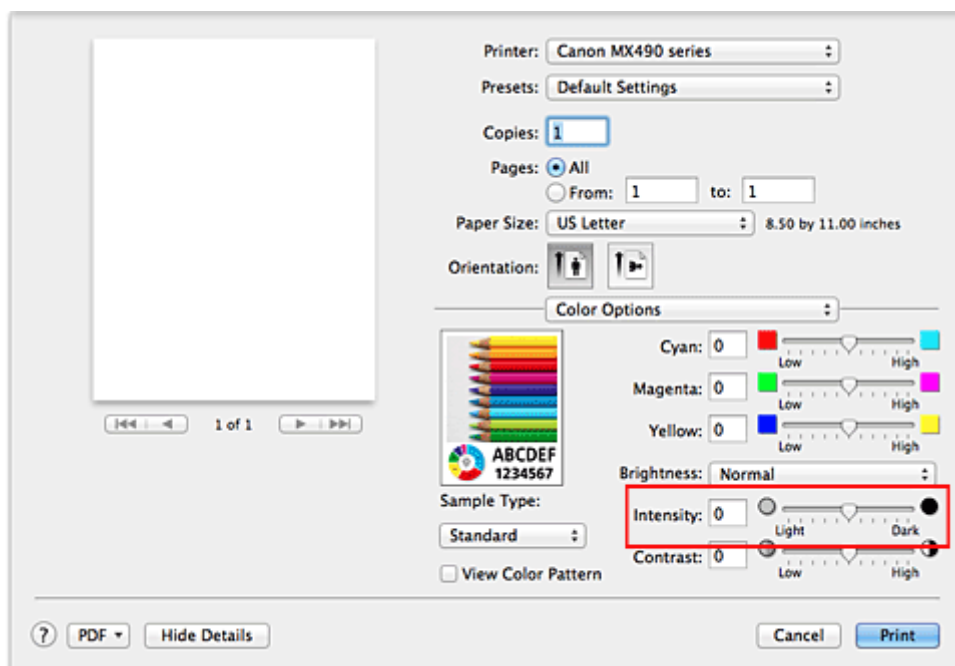 Printer: Canon MX490 series
Presets: Default Settings
Copies: 1
Pages: All
From: 1 to: 1
Paper Size: US Letter 8.50 by 11.00 inches
Orientation:
Color Options
Cyan: 0
Low High
Magenta: 0
Low High
Yellow: 0
Low High
1 of 1
ABCDEF
1234567
Brightness: Normal
Sample Type:
Intensity: 0
Light Dark
Standard
Contrast: 0
Low High
View Color Pattern
? PDF Hide Details Cancel Print